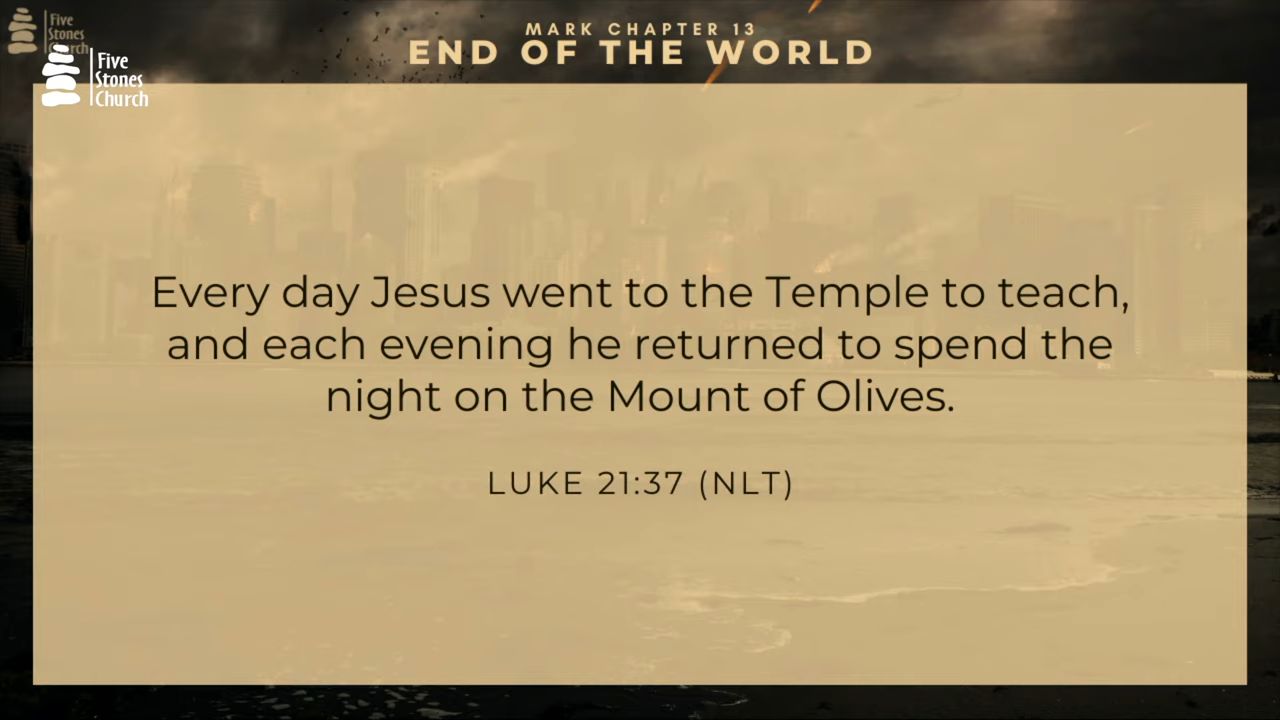 Five
Stones
Church
Five
Stones
Church
MARK CHAPTER 13
END OF THE WORLD
Every day Jesus went to the Temple to teach,
and each evening he returned to spend the
night on the Mount of Olives.
LUKE 21:37 (NLT)